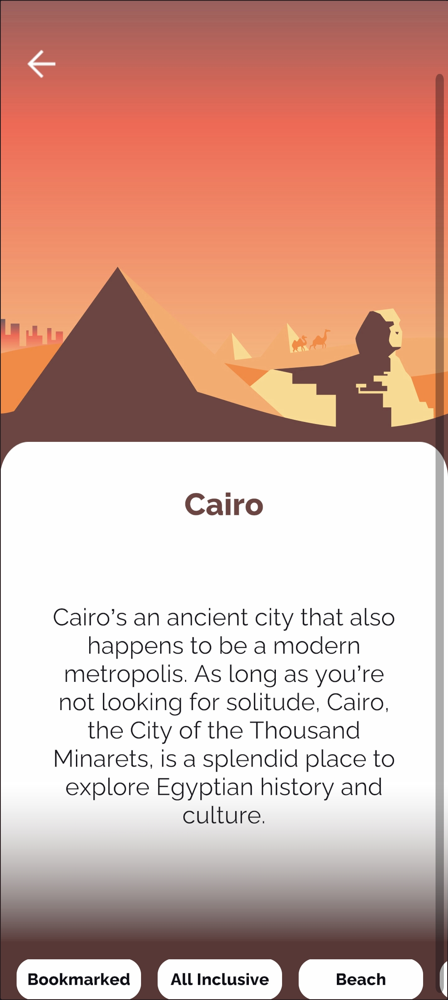 Cairo
Cairo’s an ancient city that also
happens to be a modern
metropolis. As long as you’re
not looking for solitude, Cairo,
the City of the Thousand
Minarets, is a splendid place to
explore Egyptian history and
culture.
Bookmarked
All Inclusive
Beach